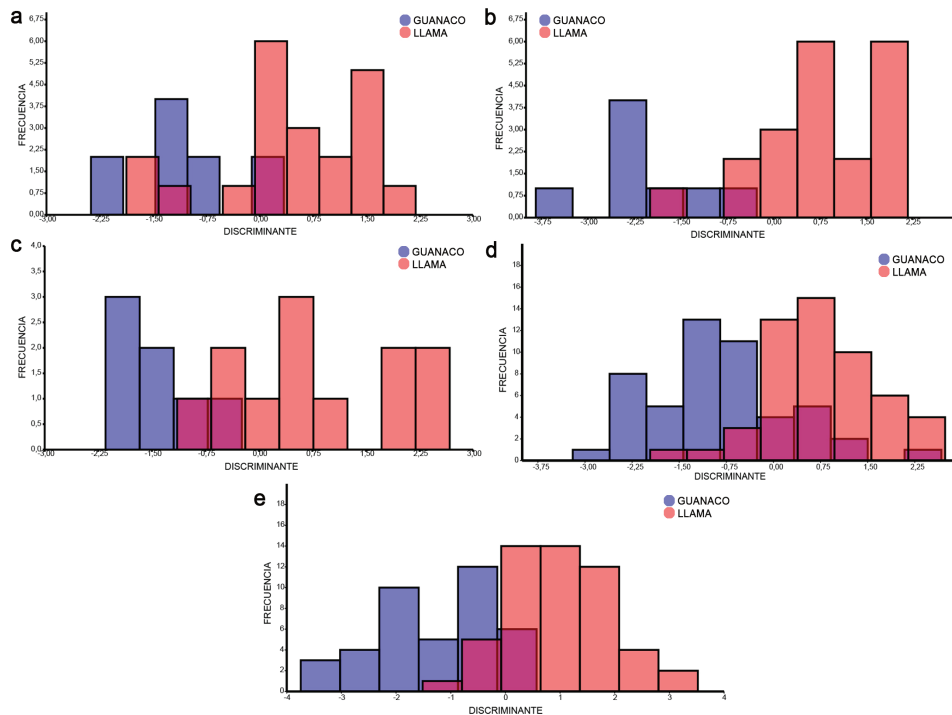 a
GUANACO
LLAMA
FRECUENCIA
6,75
6,00
5,25
4,50
3,75
3,00
2,25
1,50
0,75
0,00
-3,00 -2,25 -1,50 -0,75 0,00 0,75 1,50 2,25 3,00
DISCRIMINANTE
b
GUANACO
LLAMA
FRECUENCIA
6,75
6,00
5,25
4,50
3,75
3,00
2,25
1,50
0,75
0,00
-3,75 -3,00 -2,25 -1,50 -0,75 0,00 0,75 1,50 2,25
DISCRIMINANTE
c
GUANACO
LLAMA
FRECUENCIA
4,0
3,5
3,0
2,5
2,0
1,5
1,0
0,5
0,0
-3,00 -2,25 -1,50 -0,75 0,00 0,75 1,50 2,25 3,00
DISCRIMINANTE
d
GUANACO
LLAMA
FRECUENCIA
18
16
14
12
10
8
6
4
2
0
-3,75 -3,00 -2,25 -1,50 -0,75 0,00 0,75 1,50 2,25
DISCRIMINANTE
e
GUANACO
LLAMA
FRECUENCIA
18
16
14
12
10
8
6
4
2
0
-4 -3 -2 -1 0 1 2 3 4
DISCRIMINANTE